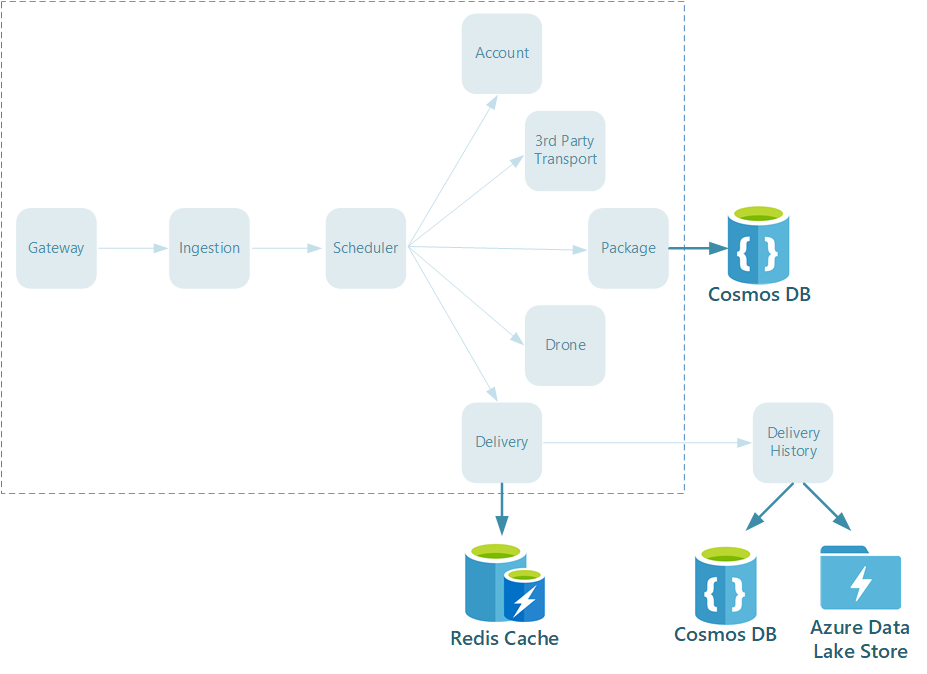 Account
3rd Party
Transport
Gateway
Ingestion
Scheduler
Package
Cosmos DB
Drone
Delivery
Delivery
History
Redis Cache
Cosmos DB
Azure Data
Lake Store